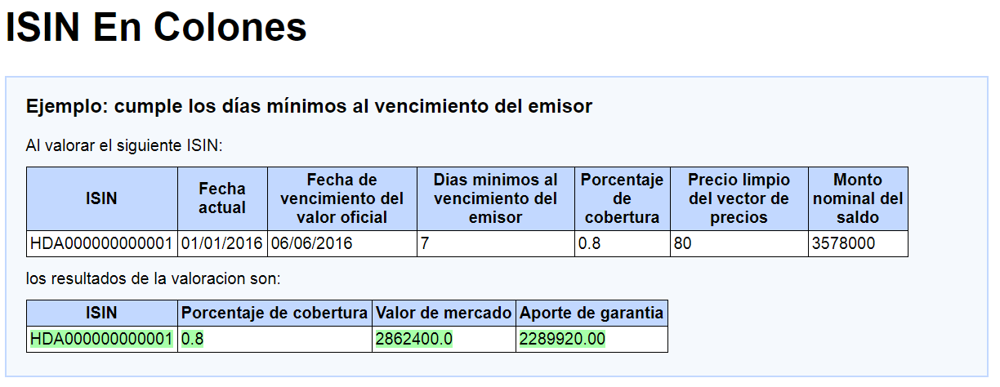 ISIN En Colones
Ejemplo: cumple los días mínimos al vencimiento del emisor
Al valorar el siguiente ISIN:
ISIN
Fecha
actual
Fecha de
vencimiento del
valor oficial
Dias minimos al
vencimiento del
emisor
Porcentaje
de
cobertura
Precio limpio
del vector de
precios
Monto
nominal del
saldo
HDA000000000001 01/01/2016 06/06/2016 7 0.8 80 3578000
los resultados de la valoracion son:
ISIN Porcentaje de cobertura Valor de mercado Aporte de garantia
HDA000000000001 0.8 2862400.0 2289920.00